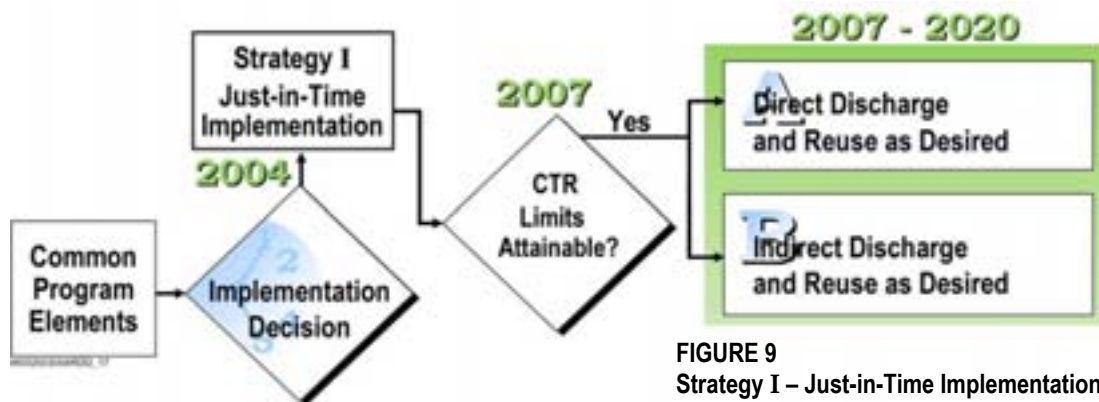 2007 - 2020
Strategy I
Just-in-Time
Implementation
2004
2007
Yes
A
Direct Discharge
and Reuse as Desired
CTR
Limits
Attainable?
B
Indirect Discharge
and Reuse as Desired
Common
Program
Elements
2
Implementation
Decision
FIGURE 9
Strategy I – Just-in-Time Implementation